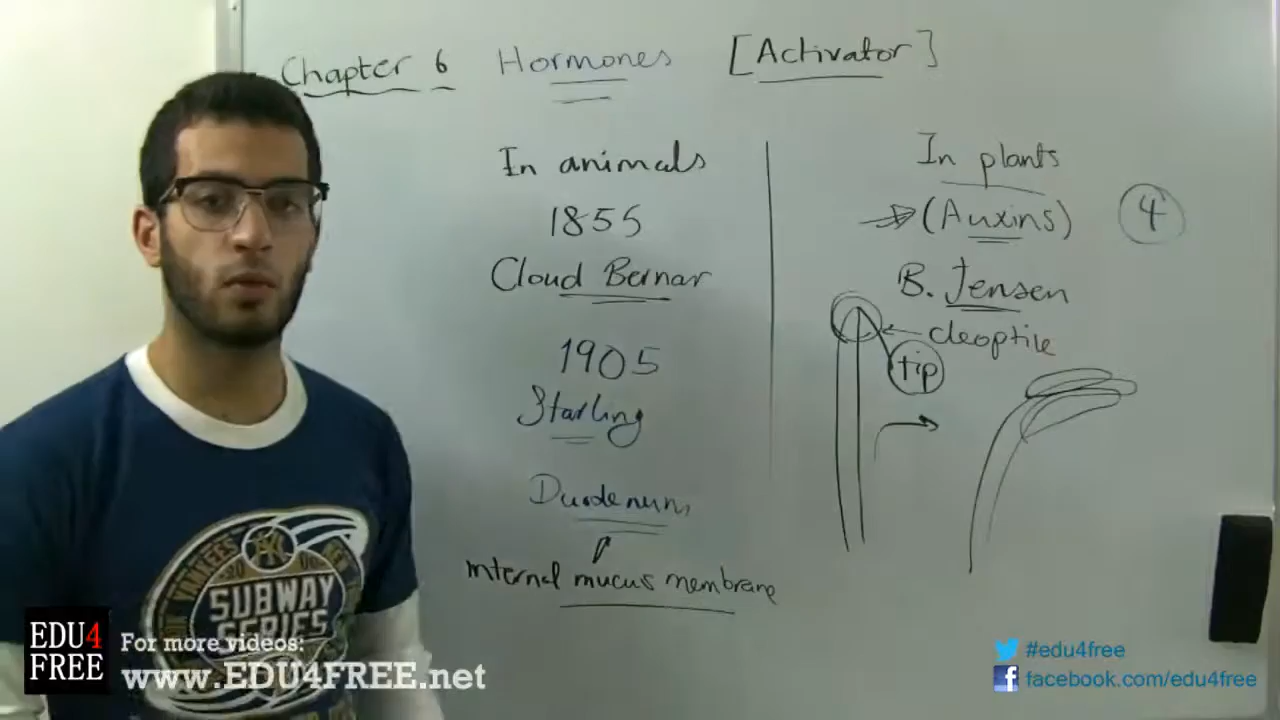 Chapter 6 Hormones [Activator]
In animals
1855
Cloud Bernar
1905
Starling
Duodenum
internal mucus membrane
In plants
(Auxins)
4
B. Jensen
cleoptile
tip
YANKEES
SUBWAY
SERIES
EDU4
FREE
For more videos:
www.EDU4FREE.net
#edu4free
facebook.com/edu4free